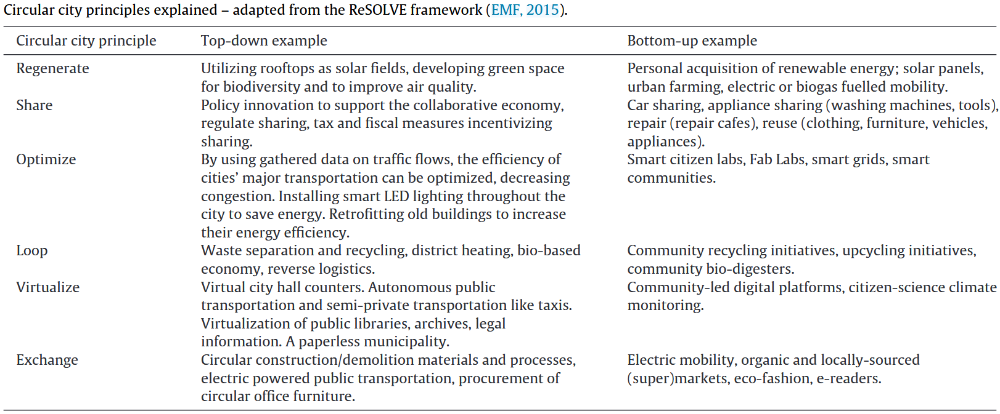 Circular city principles explained – adapted from the ReSOLVE framework (EMF, 2015).
Circular city principle Top-down example Bottom-up example
Regenerate Utilizing rooftops as solar fields, developing green space Personal acquisition of renewable energy; solar panels,
for biodiversity and to improve air quality. urban farming, electric or biogas fuelled mobility.
Share Policy innovation to support the collaborative economy, Car sharing, appliance sharing (washing machines, tools),
regulate sharing, tax and fiscal measures incentivizing repair (repair cafes), reuse (clothing, furniture, vehicles,
sharing. appliances).
Optimize By using gathered data on traffic flows, the efficiency of Smart citizen labs, Fab Labs, smart grids, smart
cities’ major transportation can be optimized, decreasing communities.
congestion. Installing smart LED lighting throughout the
city to save energy. Retrofitting old buildings to increase
their energy efficiency.
Loop Waste separation and recycling, district heating, bio-based Community recycling initiatives, upcycling initiatives,
economy, reverse logistics. community bio-digesters.
Virtualize Virtual city hall counters. Autonomous public Community-led digital platforms, citizen-science climate
transportation and semi-private transportation like taxis. monitoring.
Virtualization of public libraries, archives, legal
information. A paperless municipality.
Exchange Circular construction/demolition materials and processes, Electric mobility, organic and locally-sourced
electric powered public transportation, procurement of (super)markets, eco-fashion, e-readers.
circular office furniture.